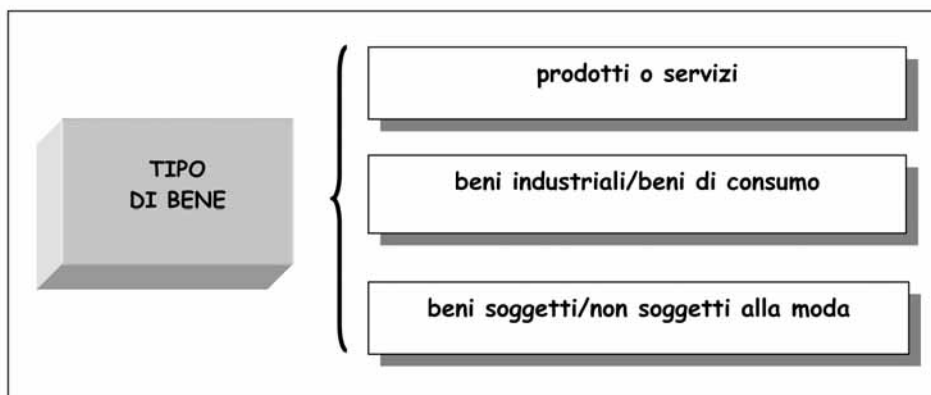 TIPO
DI BENE
prodotti o servizi
beni industriali/beni di consumo
beni soggetti/non soggetti alla moda